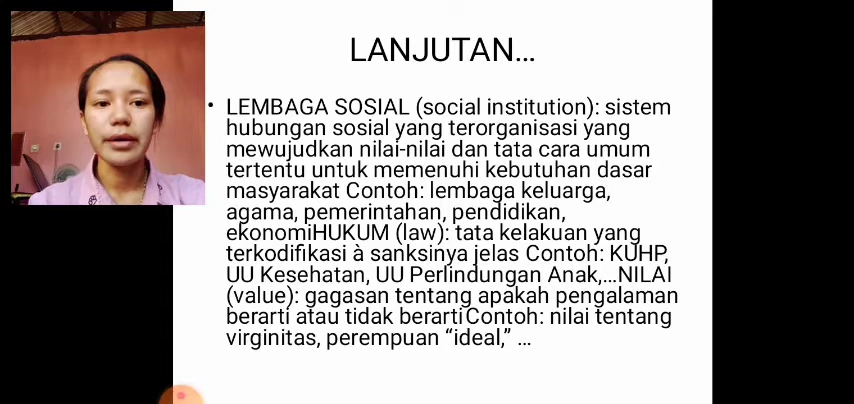 LANJUTAN...
• LEMBAGA SOSIAL (social institution): sistem
hubungan sosial yang terorganisasi yang
mewujudkan nilai-nilai dan tata cara umum
tertentu untuk memenuhi kebutuhan dasar
masyarakat Contoh: lembaga keluarga,
agama, pemerintahan, pendidikan,
ekonomiHUKUM (law): tata kelakuan yang
terkodifikasi à sanksinya jelas Contoh: KUHP,
UU Kesehatan, UU Perlindungan Anak,...NILAI
(value): gagasan tentang apakah pengalaman
berarti atau tidak berartiContoh: nilai tentang
virginitas, perempuan “ideal,” ...